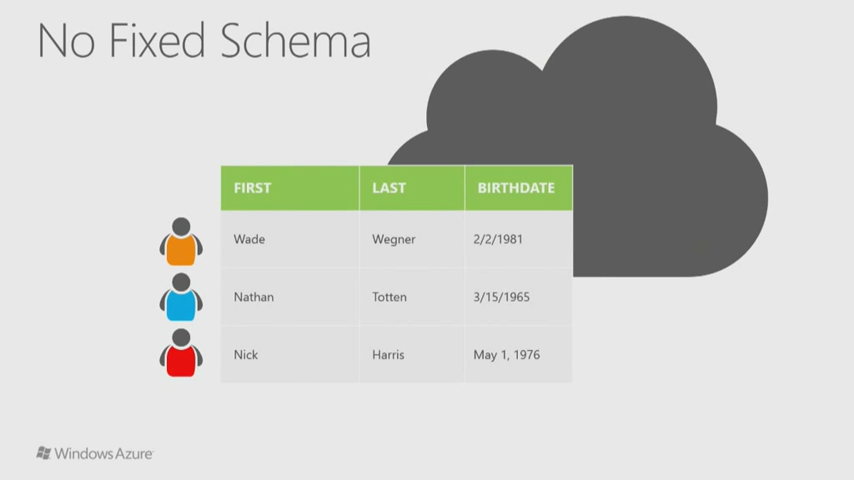 No Fixed Schema
FIRST LAST BIRTHDATE
Wade Wegner 2/2/1981
Nathan Totten 3/15/1965
Nick Harris May 1, 1976
Windows Azure